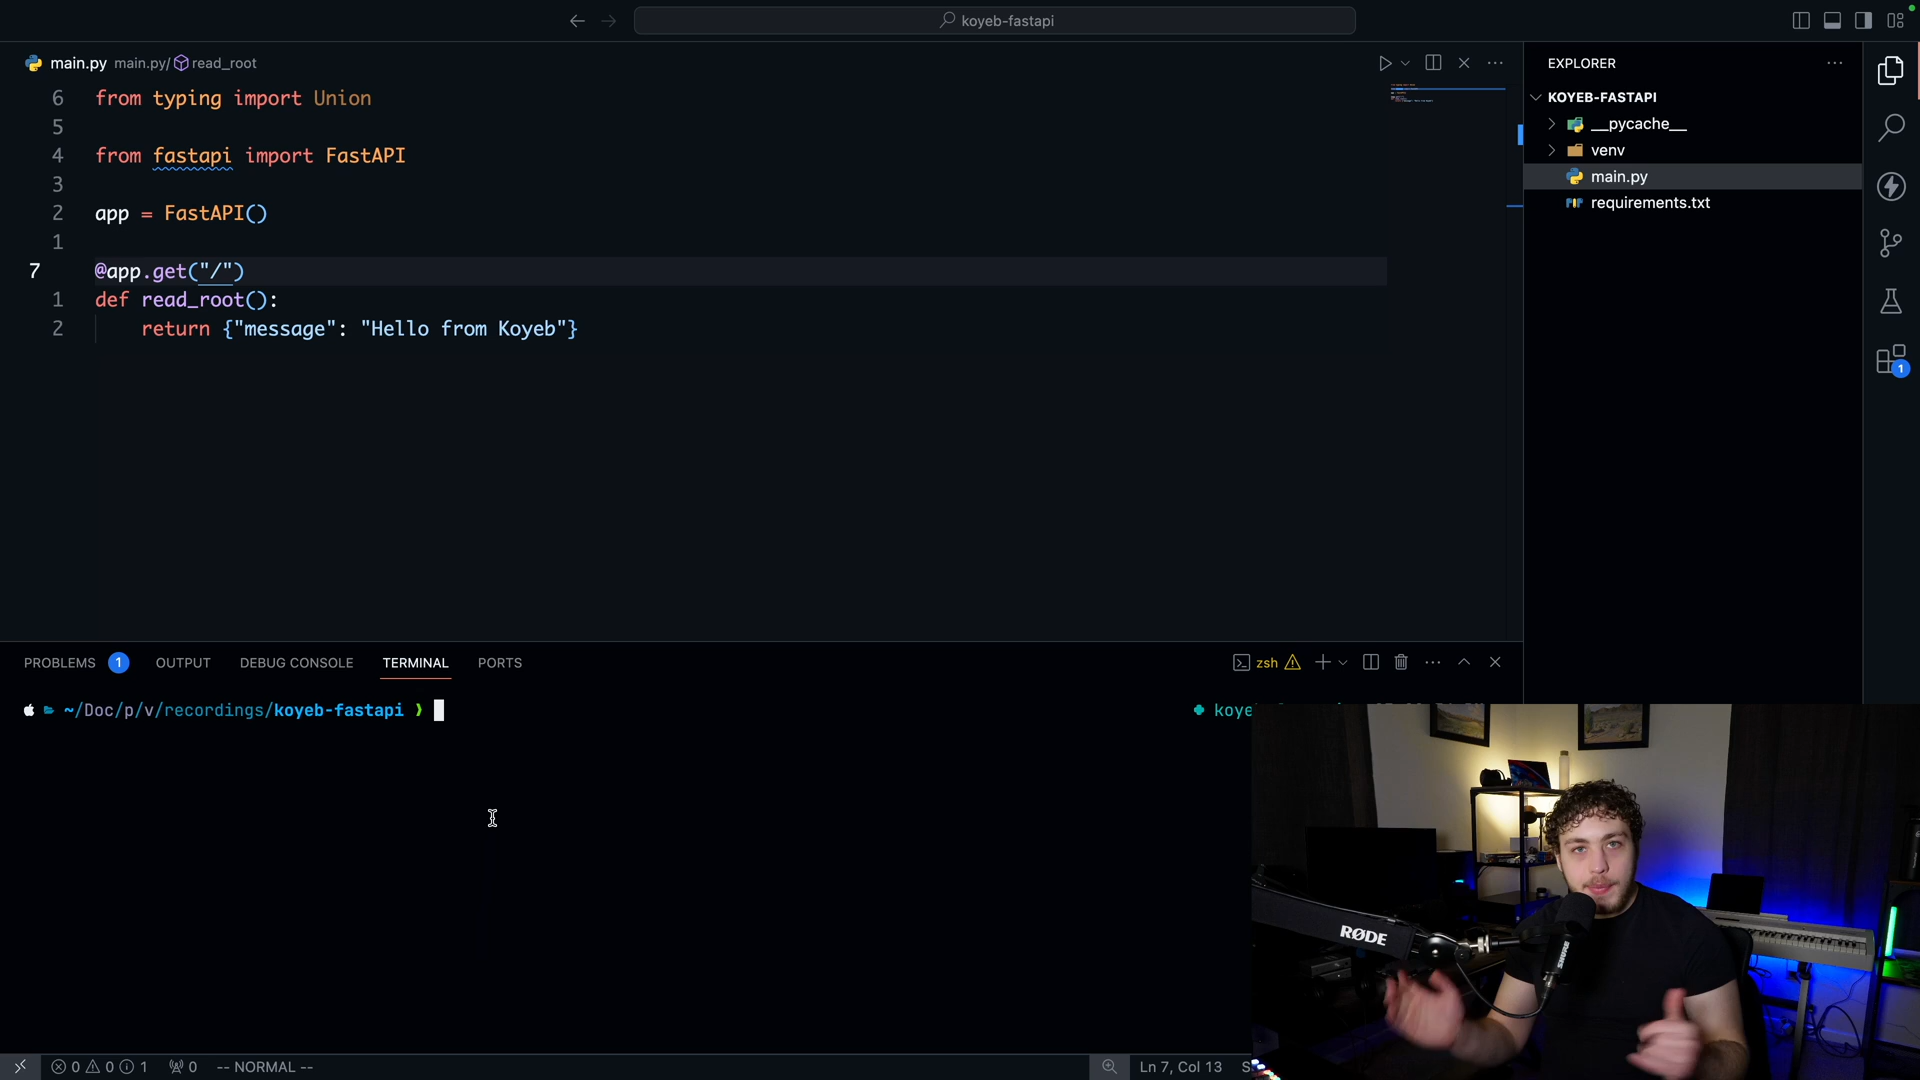 koyeb-fastapi
main.py main.py/ read_root
6 from typing import Union
5
4 from fastapi import FastAPI
3
2 app = FastAPI()
1
7 @app.get("/")
1 def read_root():
2 return {"message": "Hello from Koyeb"}
EXPLORER
KOYEB-FASTAPI
__pycache__
venv
main.py
requirements.txt
1
PROBLEMS 1 OUTPUT DEBUG CONSOLE TERMINAL PORTS
zsh
~/Doc/p/v/recordings/koyeb-fastapi ❯
koye
RØDE
SHURE
0 0 1 0 -- NORMAL --
Ln 7, Col 13 S